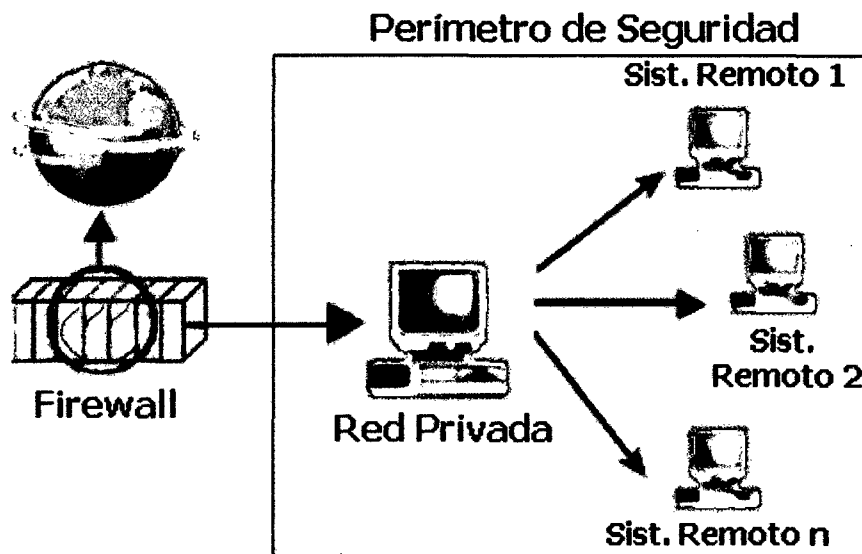 Perímetro de Seguridad
Sist. Remoto 1
Firewall
Red Privada
Sist.
Remoto 2
Sist. Remoto n